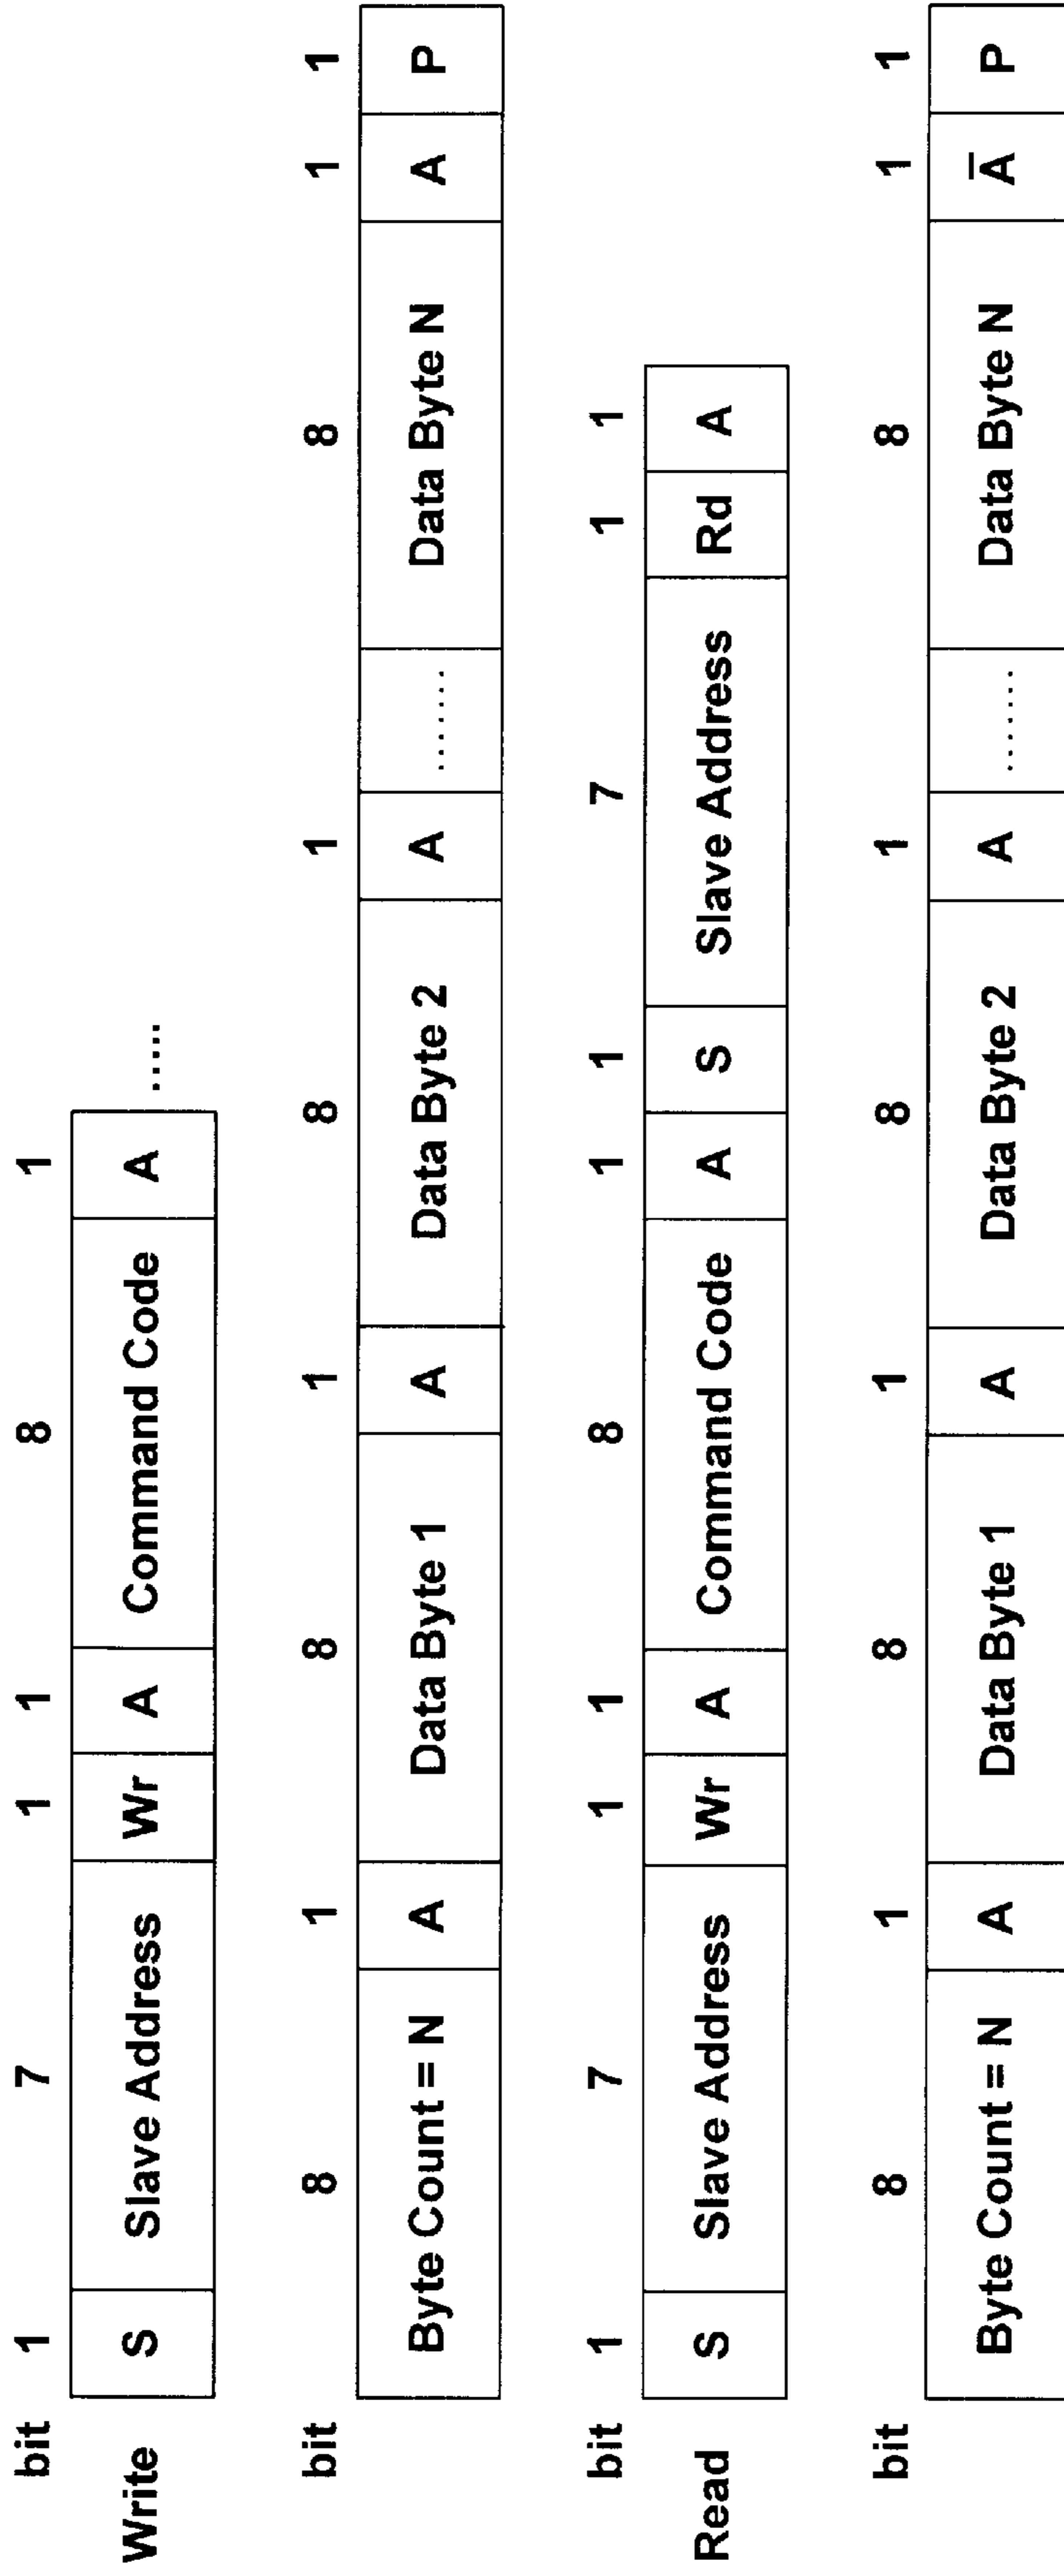 bit 1 7 1 1 8 1
Write S Slave Address Wr A Command Code A .....
bit 8 1 8 1 8 1 8 1 1
Byte Count = N A Data Byte 1 A Data Byte 2 A ....... Data Byte N A P
bit 1 7 1 1 8 1 1 7 1 1
Read S Slave Address Wr A Command Code A S Slave Address Rd A
bit 8 1 8 1 8 1 8 1 1
Byte Count = N A Data Byte 1 A Data Byte 2 A ....... Data Byte N A̅ P